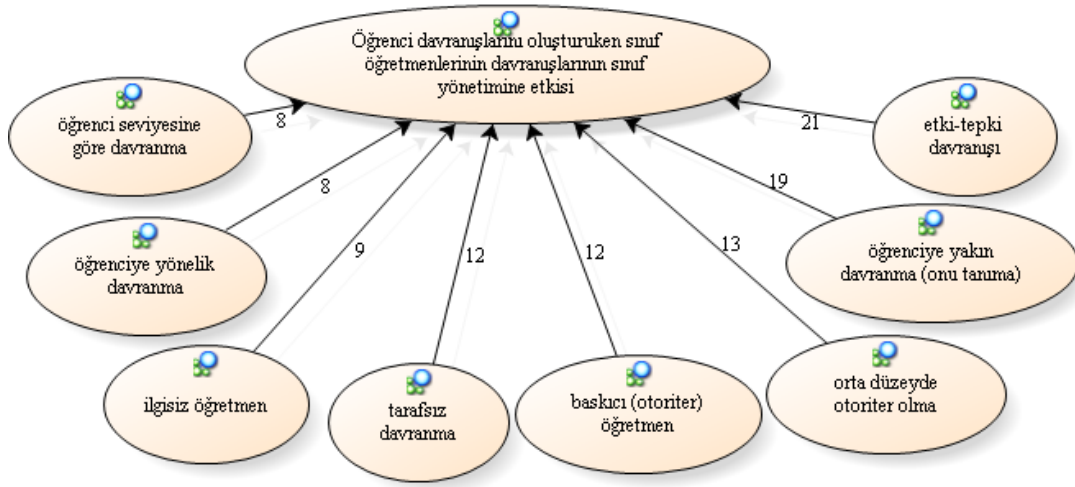 Öğrenci davranışlarını oluştururken sınıf
öğretmenlerinin davranışlarının sınıf
yönetimine etkisi
öğrenci seviyesine
göre davranma
8
etki-tepki
davranışı
21
öğrenciye yönelik
davranma
8
öğrenciye yakın
davranma (onu tanıma)
19
ilgisiz öğretmen
9
tarafsız
davranma
12
baskıcı (otoriter)
öğretmen
12
orta düzeyde
otoriter olma
13